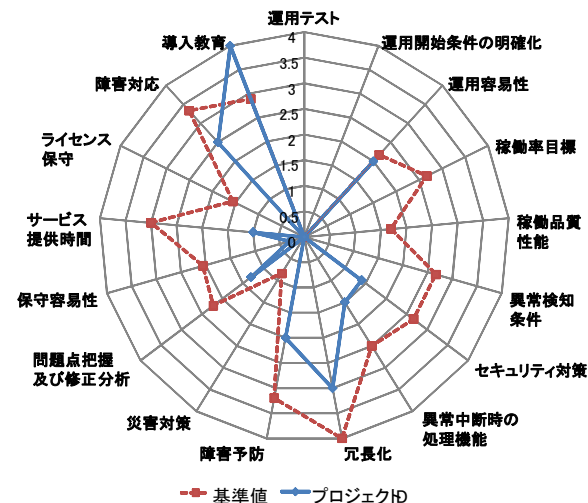 運用テスト
運用開始条件の明確化
運用容易性
稼働率目標
稼働品質
性能
異常検知
条件
セキュリティ対策
異常中断時の
処理機能
冗長化
障害予防
災害対策
問題点把握
及び修正分析
保守容易性
サービス
提供時間
ライセンス
保守
障害対応
導入教育
4
3.5
3
2.5
2
1.5
1
0.5
0
基準値
プロジェクトD